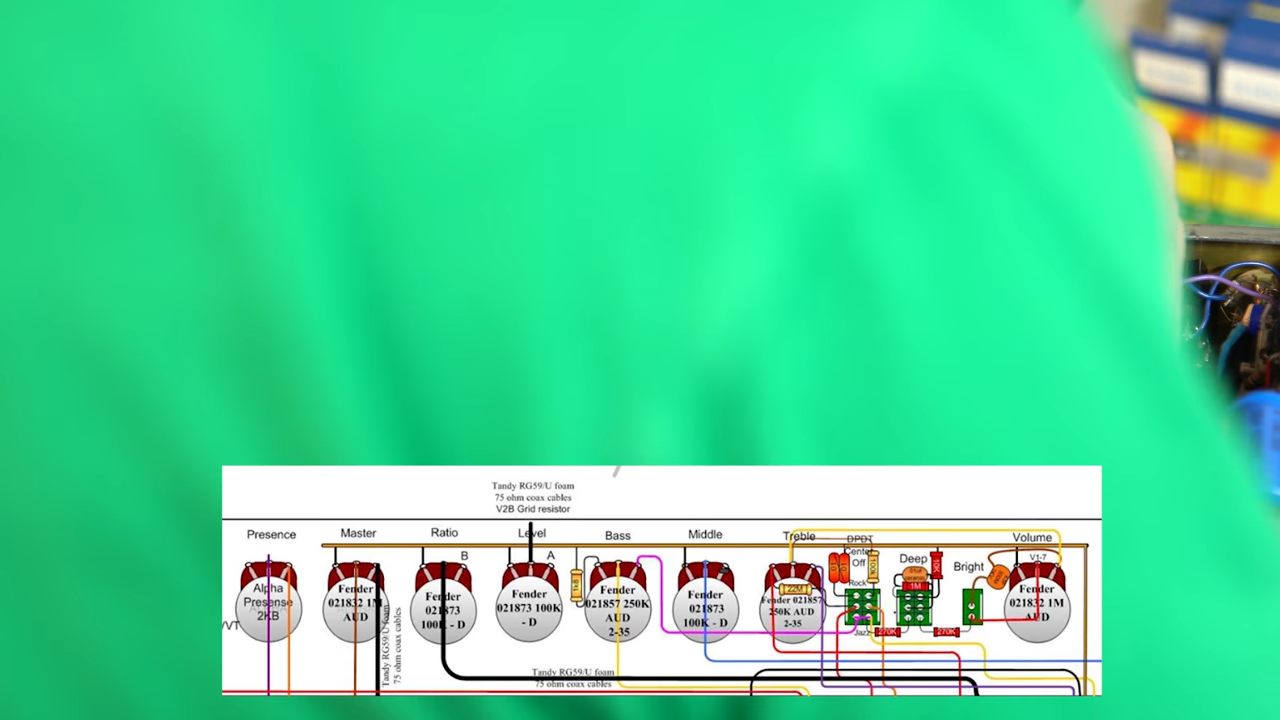 Tandy RG59/U foam
75 ohm coax cables
V2B Grid resistor
Presence
Master
Ratio
Level
Bass
Middle
Treble
DPDT
Center
Off
Deep
Bright
Volume
B
A
V1-7
Alpha
Presense
2KB
Fender
021832 1M
AUD
Fender
021873
100K - D
Fender
021873 100K
- D
1k8
Fender
021857 250K
AUD
2-35
Fender
021873
100K - D
22M
Fender 021857
250K AUD
2-35
100k
Rock
Jazz
1M
270K
270K
Fender
021832 1M
AUD
/VT
Tandy RG59/U foam
75 ohm coax cables
Tandy RG59/U foam
75 ohm coax cables